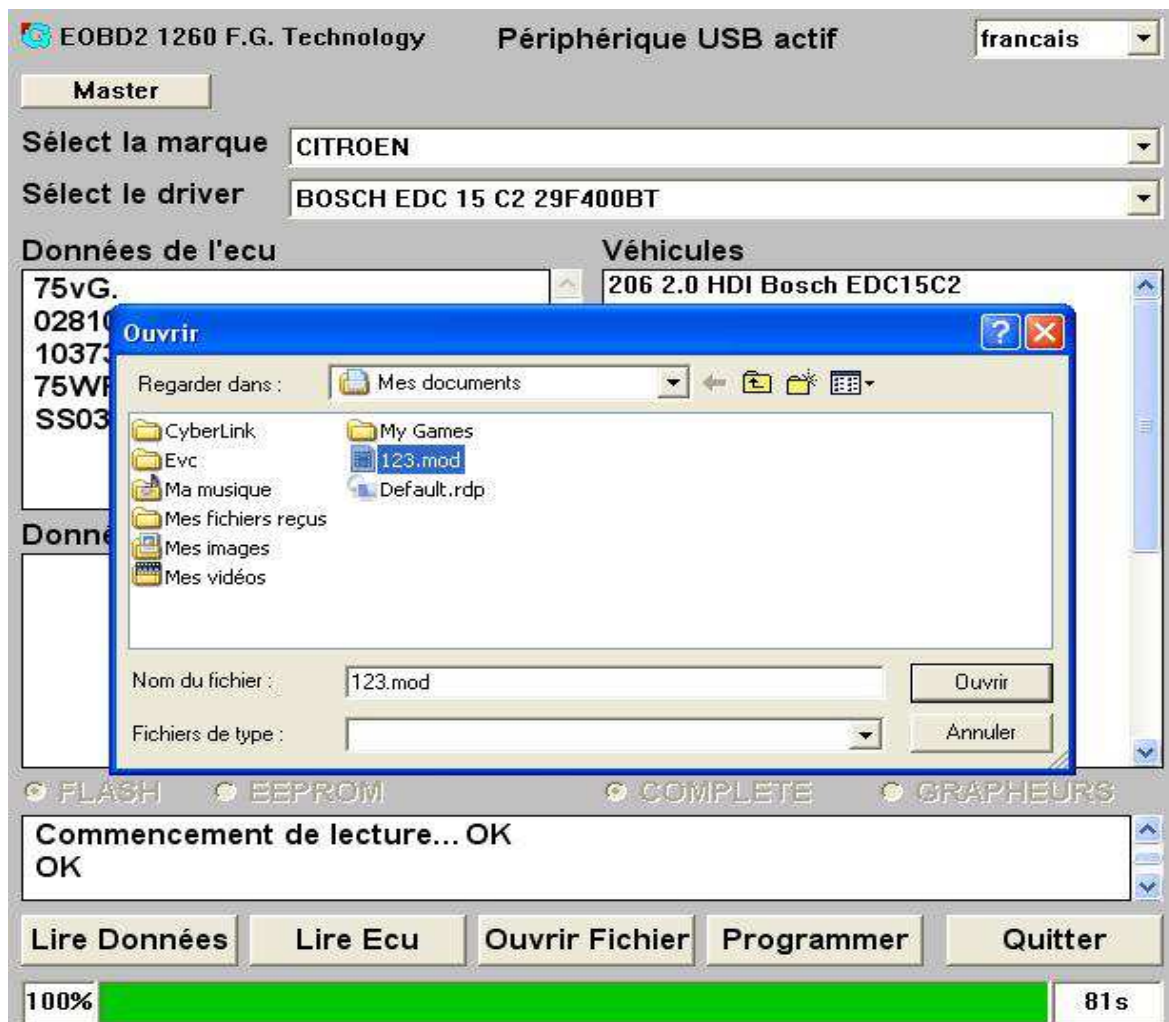 EOBD2 1260 F.G. Technology
Périphérique USB actif
francais
Master
Sélect la marque
CITROEN
Sélect le driver
BOSCH EDC 15 C2 29F400BT
Données de l'ecu
Véhicules
75vG.
206 2.0 HDI Bosch EDC15C2
Ouvrir
Regarder dans :
Mes documents
CyberLink
My Games
Evc
123.mod
Ma musique
Default.rdp
Mes fichiers reçus
Mes images
Mes vidéos
Nom du fichier :
123.mod
Ouvrir
Fichiers de type :
Annuler
FLASH
EEPROM
COMPLETE
GRAPHEURS
Commencement de lecture... OK
OK
Lire Données
Lire Ecu
Ouvrir Fichier
Programmer
Quitter
100%
81s